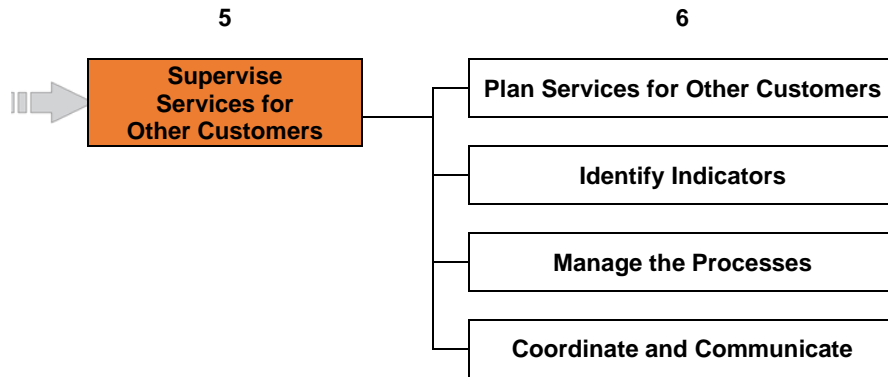 5
6
Supervise
Services for
Other Customers
Plan Services for Other Customers
Identify Indicators
Manage the Processes
Coordinate and Communicate